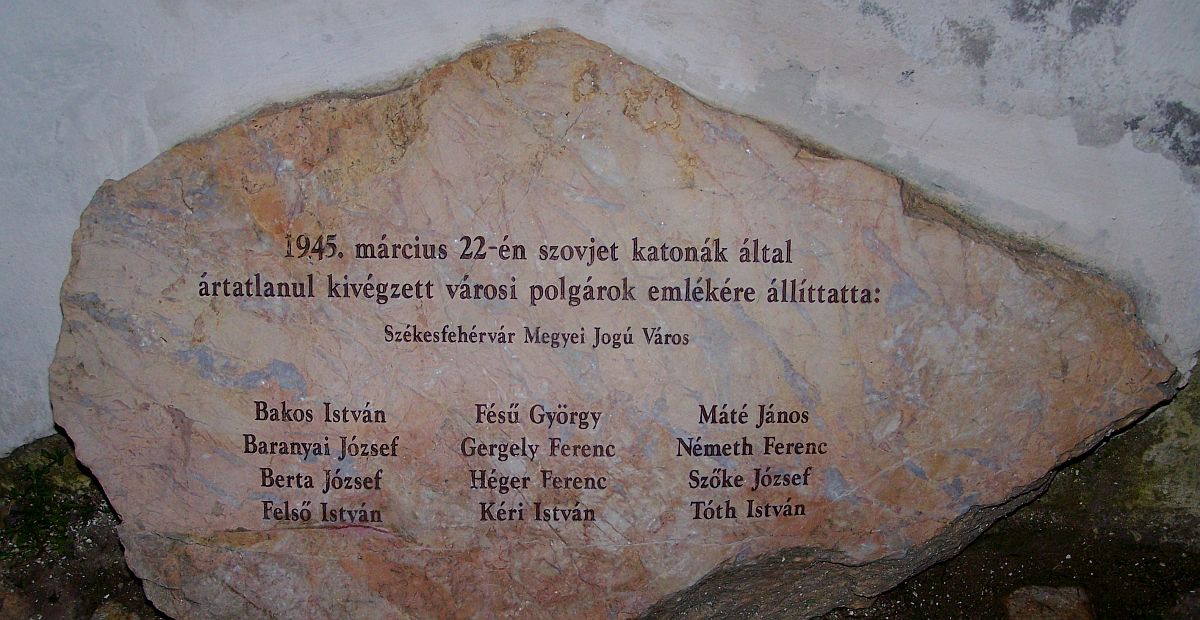 1945. március 22-én szovjet katonák által
ártatlanul kivégzett városi polgárok emlékére állíttatta:
Székesfehérvár Megyei Jogú Város
Bakos István
Baranyai József
Berta József
Felső István
Fésű György
Gergely Ferenc
Héger Ferenc
Kéri István
Máté János
Németh Ferenc
Szőke József
Tóth István